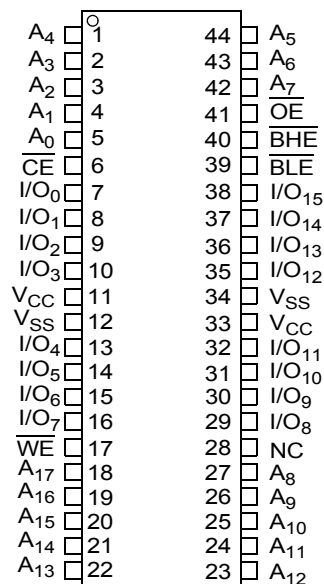 A4 1 44 A5
A3 2 43 A6
A2 3 42 A7
A1 4 41 OE
A0 5 40 BHE
CE 6 39 BLE
I/O0 7 38 I/O15
I/O1 8 37 I/O14
I/O2 9 36 I/O13
I/O3 10 35 I/O12
VCC 11 34 VSS
VSS 12 33 VCC
I/O4 13 32 I/O11
I/O5 14 31 I/O10
I/O6 15 30 I/O9
I/O7 16 29 I/O8
WE 17 28 NC
A17 18 27 A8
A16 19 26 A9
A15 20 25 A10
A14 21 24 A11
A13 22 23 A12